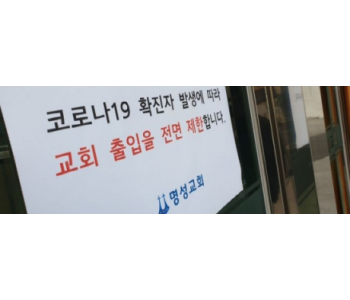 코로나19 확진자 발생에 따라
교회 출입을 전면 제한합니다.
명성교회